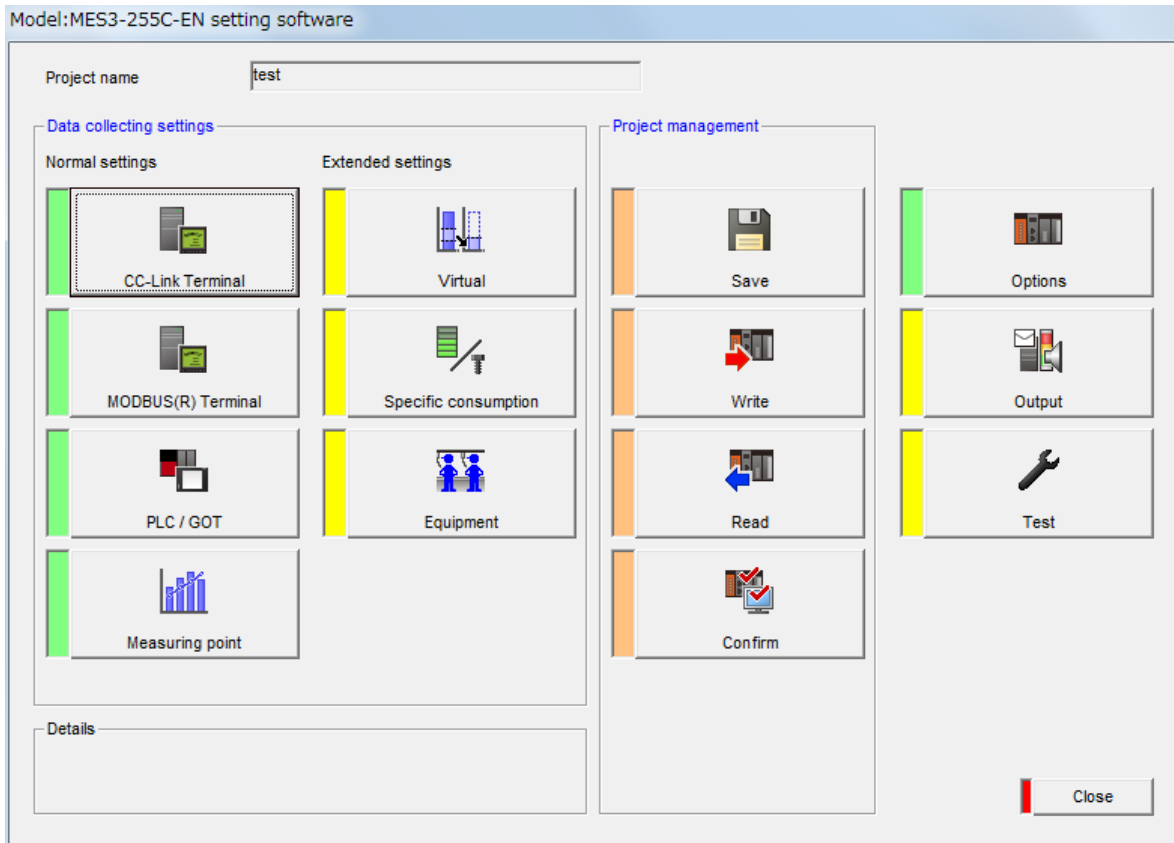 Model:MES3-255C-EN setting software
Project name
test
Data collecting settings
Project management
Normal settings
Extended settings
CC-Link Terminal
Virtual
Save
Options
MODBUS(R) Terminal
Specific consumption
Write
Output
PLC / GOT
Equipment
Read
Test
Measuring point
Confirm
Details
Close